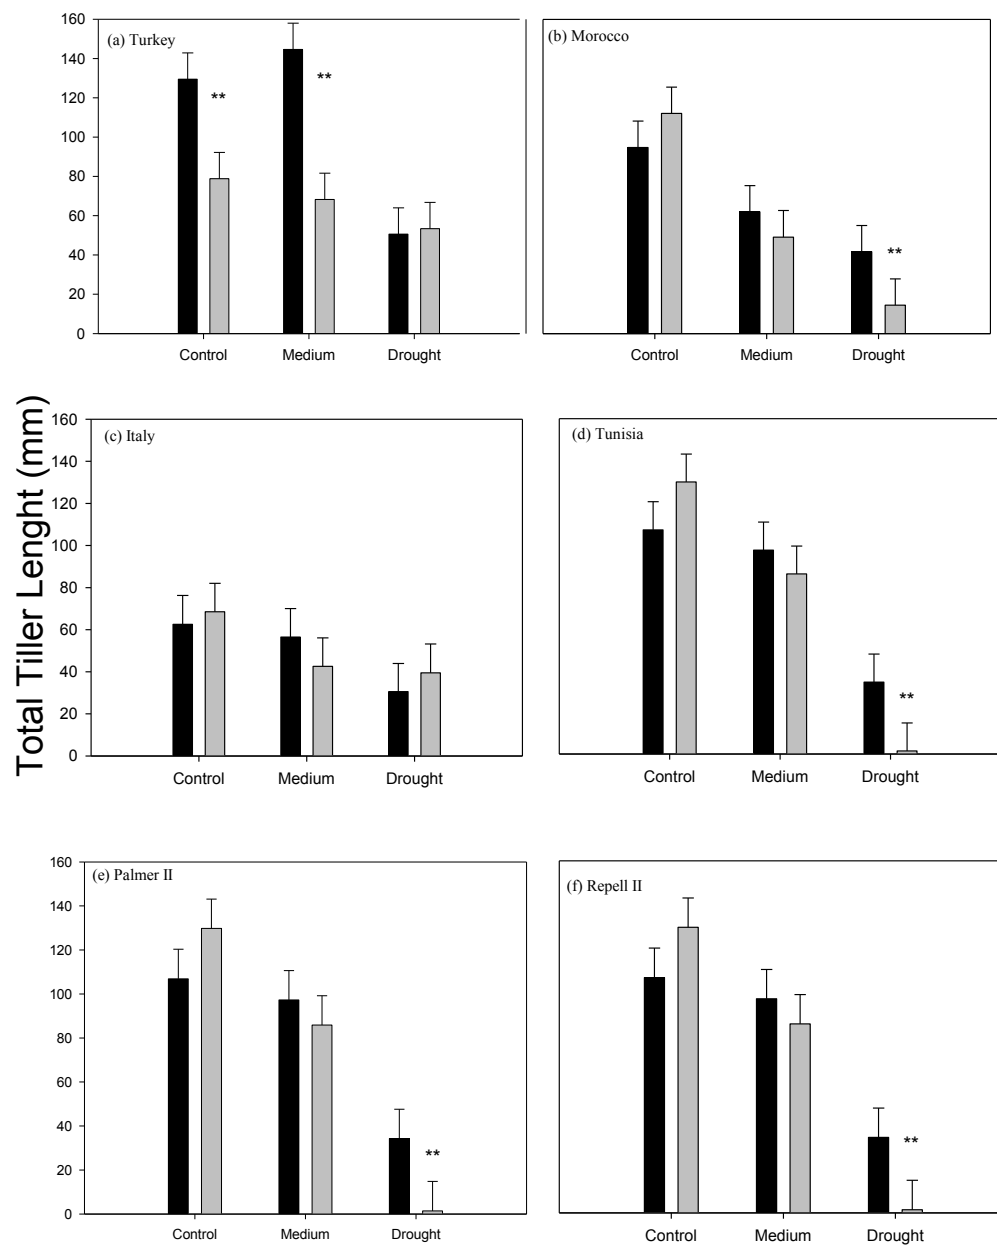 Total Tiller Lenght (mm)
(a) Turkey
160
140
120
100
80
60
40
20
0
**
**
Control Medium Drought
(b) Morocco
**
Control Medium Drought
(c) Italy
160
140
120
100
80
60
40
20
0
Control Medium Drought
(d) Tunisia
**
Control Medium Drought
(e) Palmer II
160
140
120
100
80
60
40
20
0
**
Control Medium Drought
(f) Repell II
**
Control Medium Drought